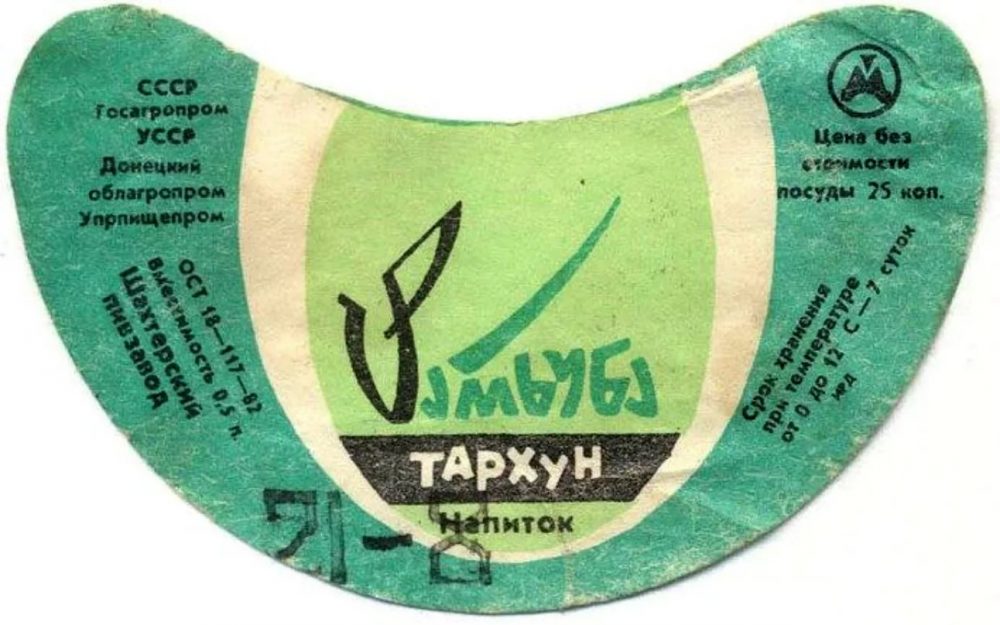 СССР
Госагропром
УССР
Донецкий
облагропром
Упрпищепром
ОСТ 18—117—82
Вместимость 0,5 л.
Шахтерский
пивзавод
ТАРХУН
Напиток
Цена без
стоимости
посуды 25 коп.
Срок хранения
при температуре
от 0 до 12 С — 7 суток